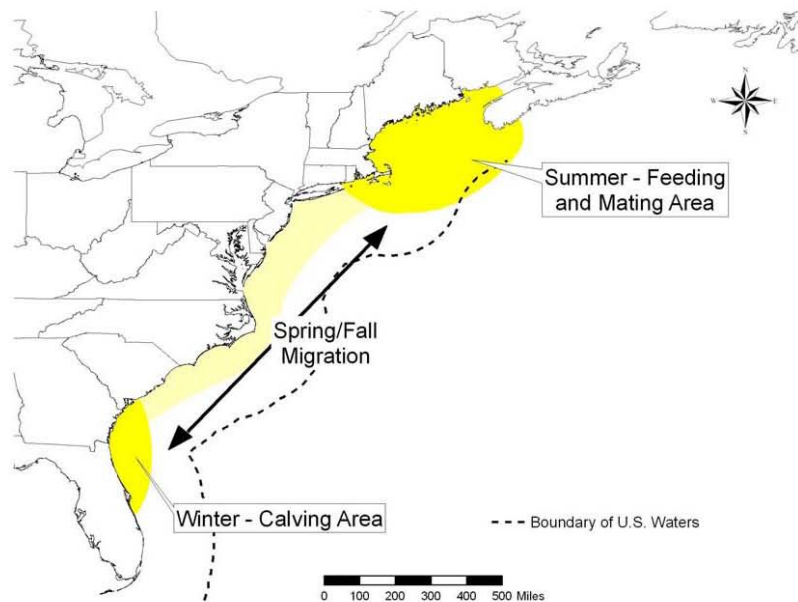 N
W E
S
Summer - Feeding
and Mating Area
Spring/Fall
Migration
Winter - Calving Area
Boundary of U.S. Waters
0 100 200 300 400 500 Miles